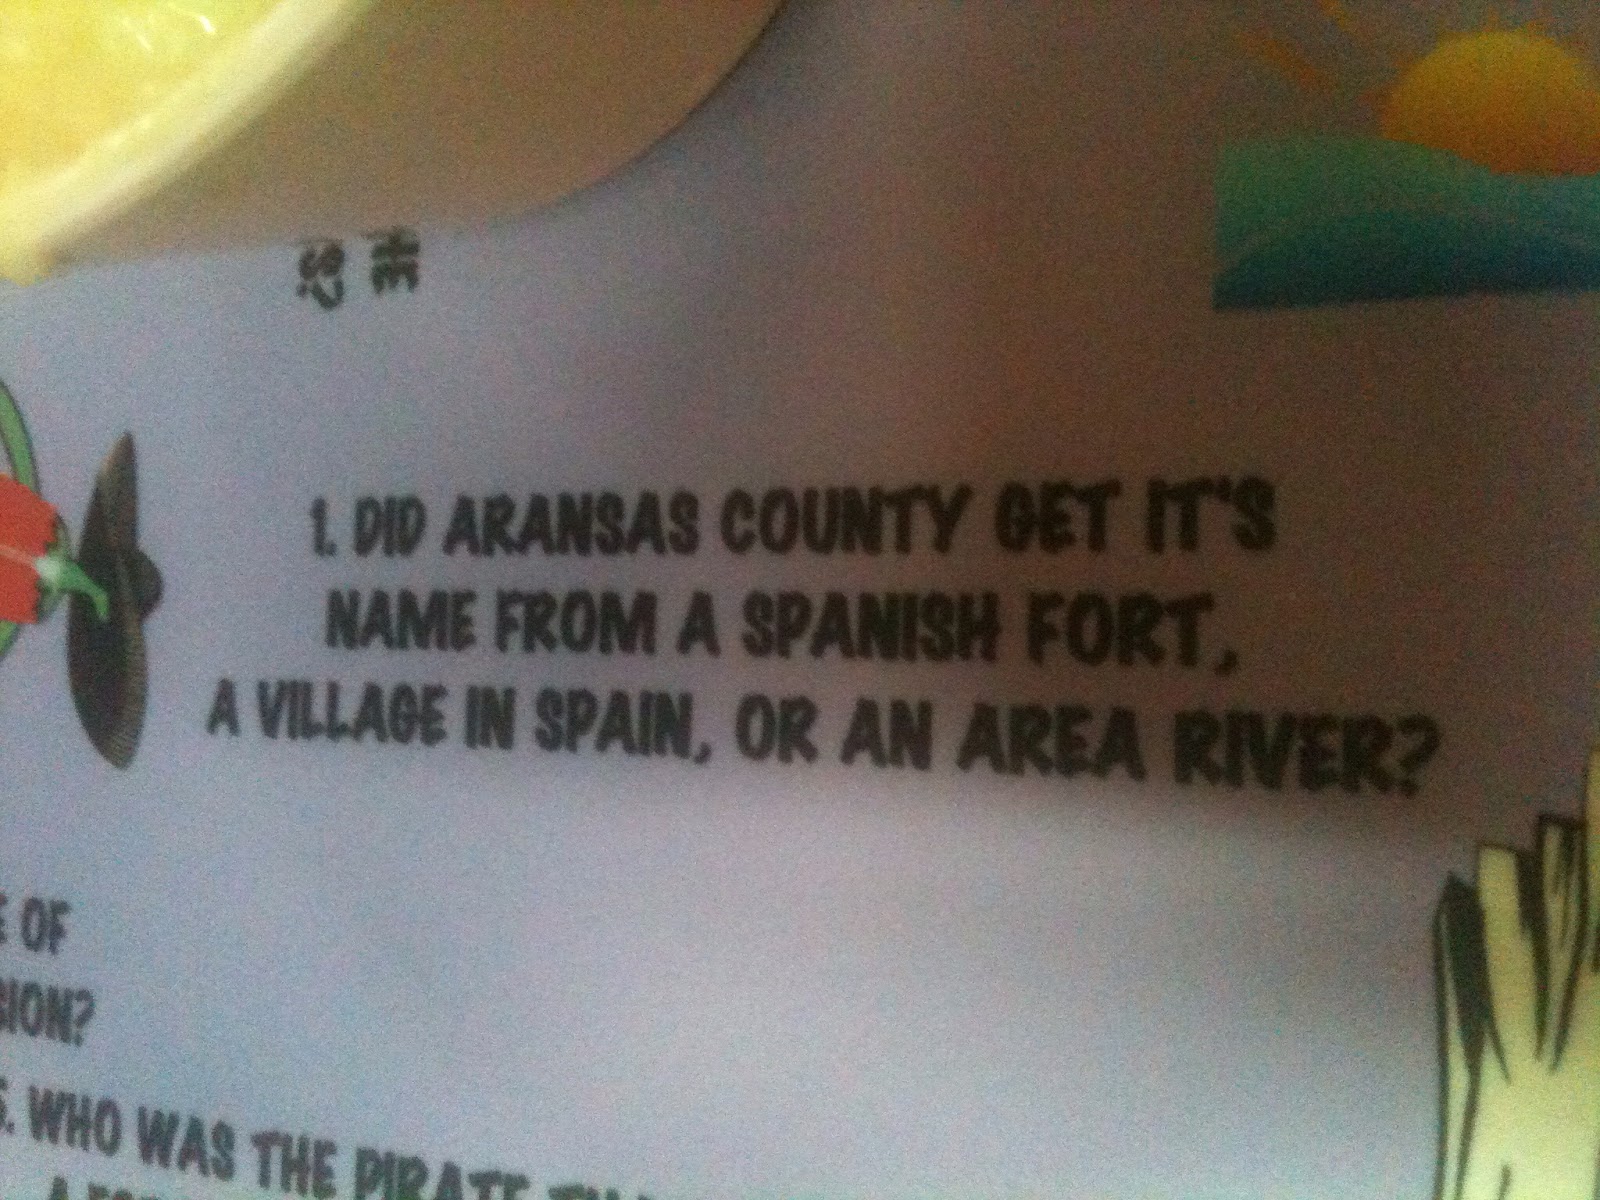 HE
S?
1. DID ARANSAS COUNTY GET IT'S
NAME FROM A SPANISH FORT,
A VILLAGE IN SPAIN, OR AN AREA RIVER?
OF
5. WHO WAS THE PIRATE
A